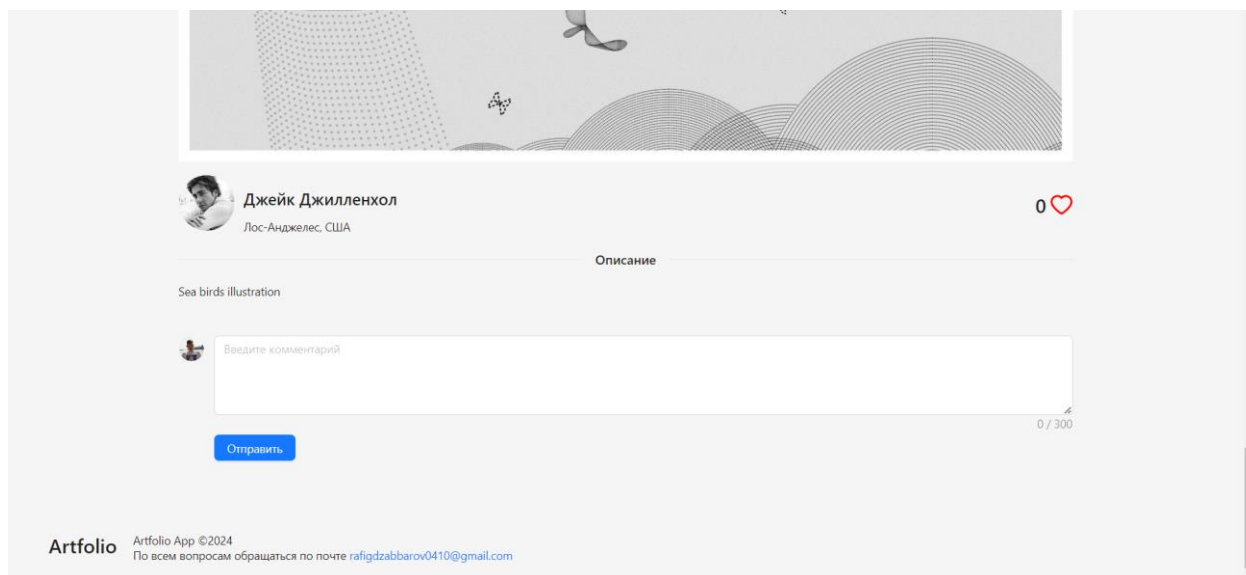 Джейк Джилленхол
0
Лос-Анджелес, США
Описание
Sea birds illustration
Введите комментарий
0 / 300
Отправить
Artfolio
Artfolio App ©2024
По всем вопросам обращаться по почте rafigdzabbarov0410@gmail.com